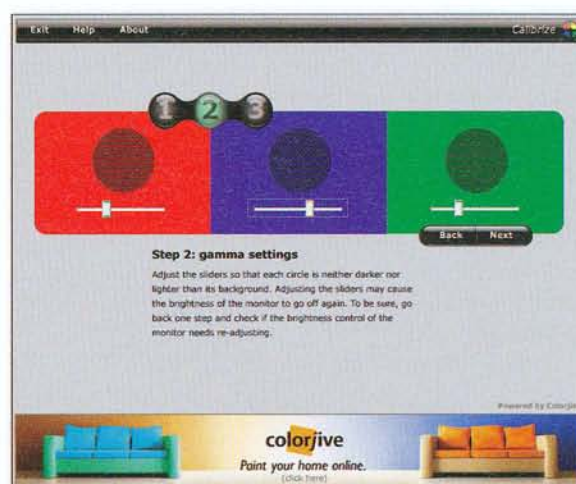 Exit Help About Calibrize
1 2 3
Back Next
Step 2: gamma settings
Adjust the sliders so that each circle is neither darker nor
lighter than its background. Adjusting the sliders may cause
the brightness of the monitor to go off again. To be sure, go
back one step and check if the brightness control of the
monitor needs re-adjusting.
Powered by Colorjive
colorjive
Paint your home online.
(click here)